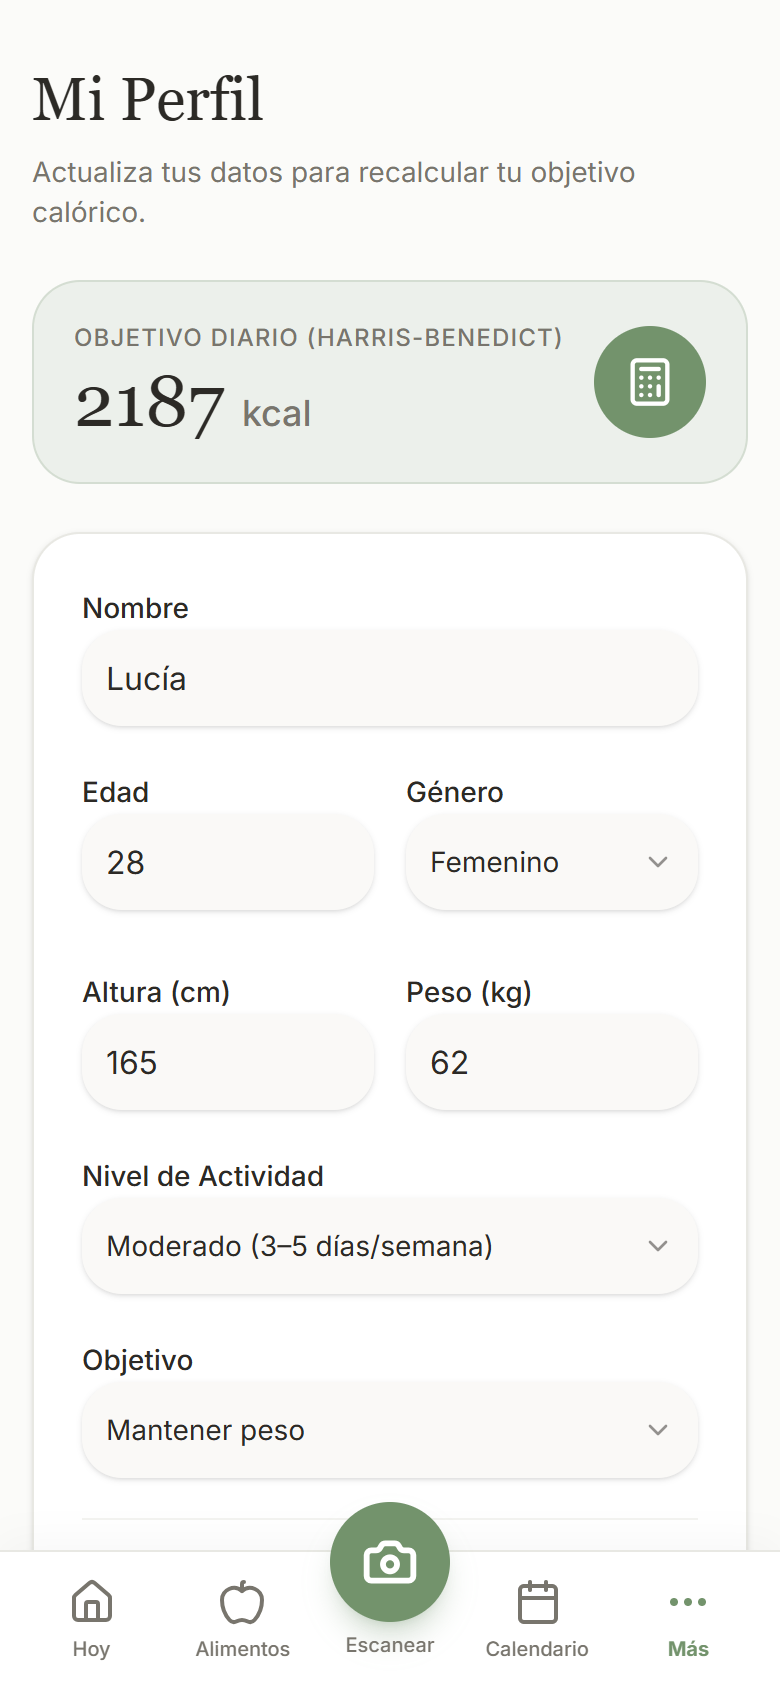 Mi Perfil
Actualiza tus datos para recalcular tu objetivo
calórico.
OBJETIVO DIARIO (HARRIS-BENEDICT)
2187 kcal
Nombre
Lucía
Edad
Género
28
Femenino
Altura (cm)
Peso (kg)
165
62
Nivel de Actividad
Moderado (3–5 días/semana)
Objetivo
Mantener peso
Hoy
Alimentos
Escanear
Calendario
Más